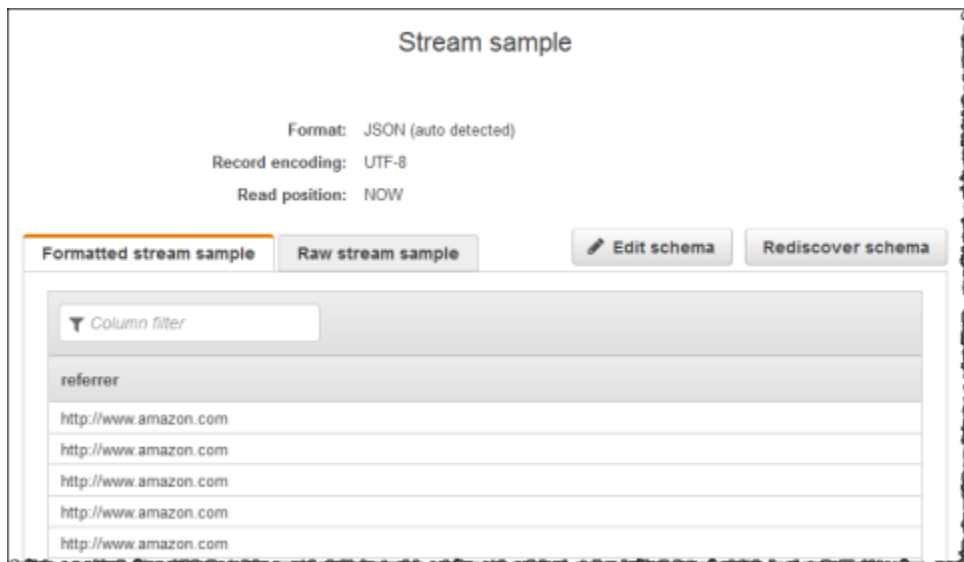 Stream sample
Format: JSON (auto detected)
Record encoding: UTF-8
Read position: NOW
Formatted stream sample Raw stream sample Edit schema Rediscover schema
Column filter
referrer
http://www.amazon.com
http://www.amazon.com
http://www.amazon.com
http://www.amazon.com
http://www.amazon.com